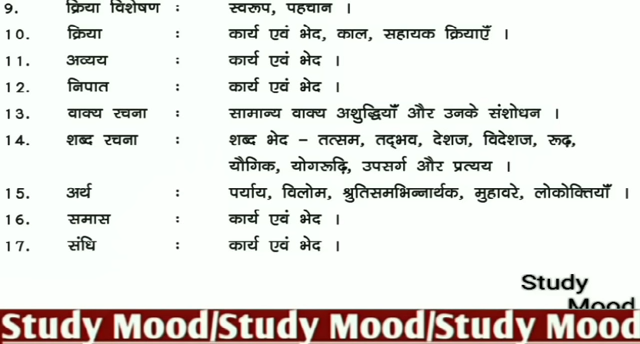 9. क्रिया विशेषण : स्वरूप, पहचान ।
10. क्रिया : कार्य एवं भेद, काल, सहायक क्रियाएँ ।
11. अव्यय : कार्य एवं भेद ।
12. निपात : कार्य एवं भेद ।
13. वाक्य रचना : सामान्य वाक्य अशुद्धियाँ और उनके संशोधन ।
14. शब्द रचना : शब्द भेद – तत्सम, तद्भव, देशज, विदेशज, रूढ़,
यौगिक, योगरूढ़ि, उपसर्ग और प्रत्यय ।
15. अर्थ : पर्याय, विलोम, श्रुतिसमभिन्नार्थक, मुहावरे, लोकोक्तियाँ ।
16. समास : कार्य एवं भेद ।
17. संधि : कार्य एवं भेद ।
Study
Mood
Study Mood/Study Mood/Study Mood